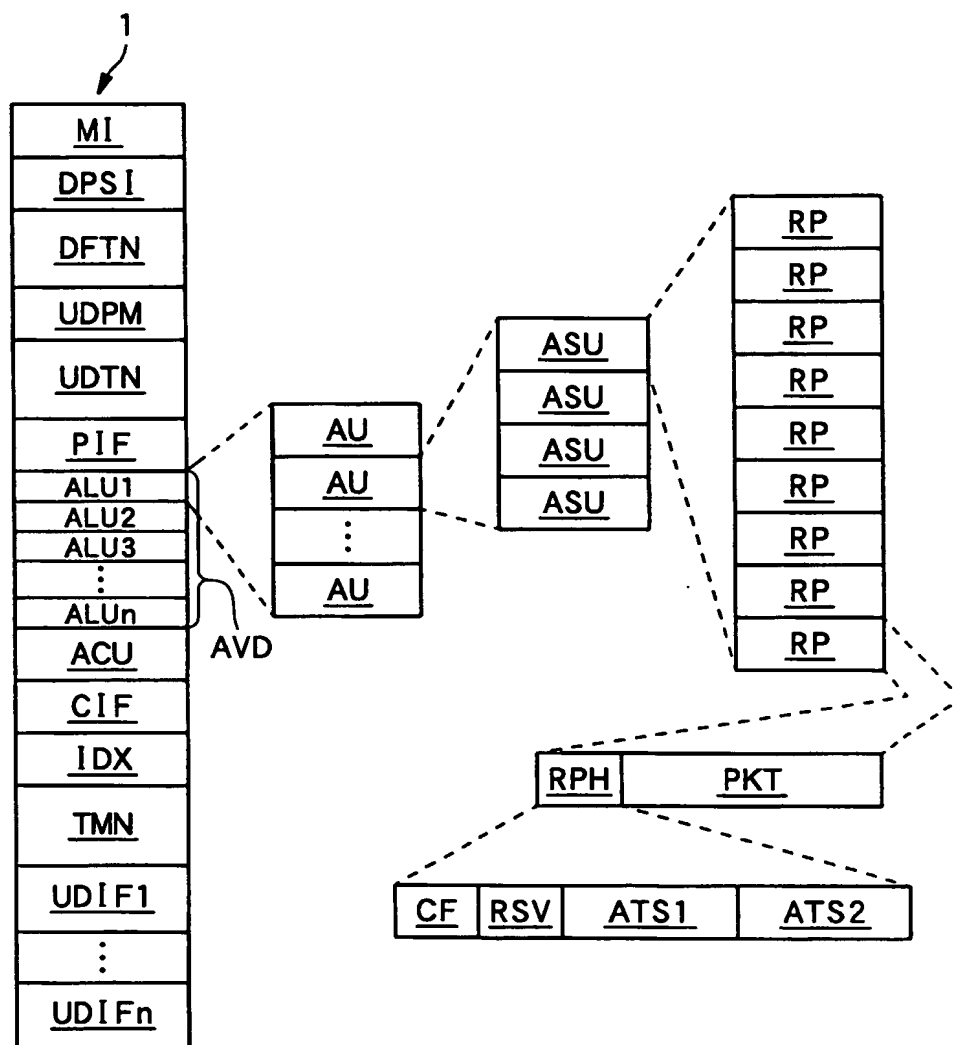 1
MI
DPSI
DFTN
UDPM
UDTN
PIF
ALU1
ALU2
ALU3
⋮
ALUn
AVD
ACU
CIF
IDX
TMN
UDIF1
⋮
UDIFn
AU
AU
⋮
AU
ASU
ASU
ASU
ASU
RP
RP
RP
RP
RP
RP
RP
RP
RP
RPH PKT
CF RSV ATS1 ATS2